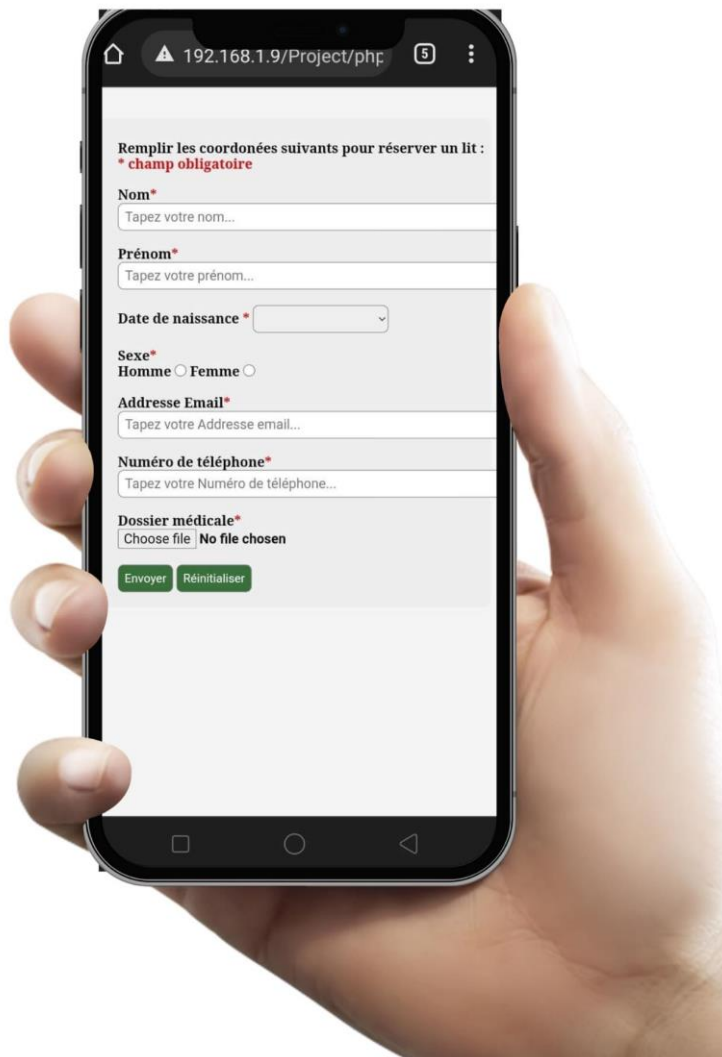 192.168.1.9/Project/php
5
Remplir les coordonées suivants pour réserver un lit :
* champ obligatoire
Nom*
Tapez votre nom...
Prénom*
Tapez votre prénom...
Date de naissance *
Sexe*
Homme Femme
Addresse Email*
Tapez votre Addresse email...
Numéro de téléphone*
Tapez votre Numéro de téléphone...
Dossier médicale*
Choose file No file chosen
Envoyer Réinitialiser